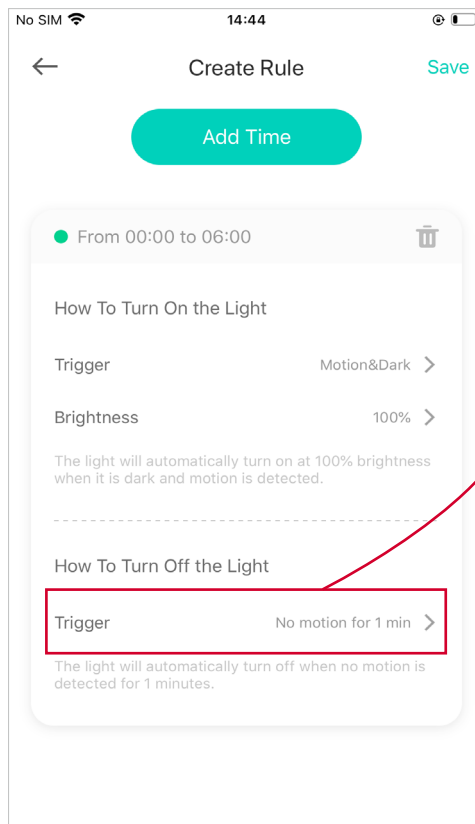 No SIM 14:44
Create Rule Save
Add Time
From 00:00 to 06:00
How To Turn On the Light
Trigger Motion&Dark
Brightness 100%
The light will automatically turn on at 100% brightness
when it is dark and motion is detected.
How To Turn Off the Light
Trigger No motion for 1 min
The light will automatically turn off when no motion is
detected for 1 minutes.